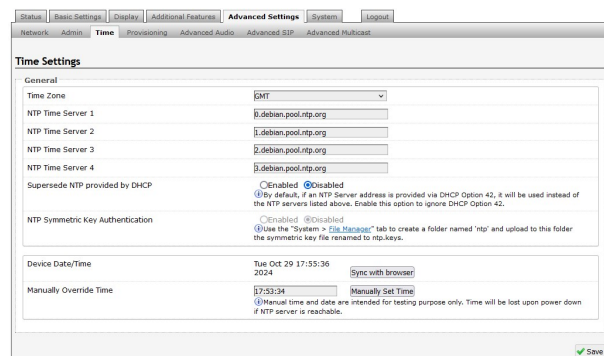 Status Basic Settings Display Additional Features Advanced Settings System Logout
Network Admin Time Provisioning Advanced Audio Advanced SIP Advanced Multicast
Time Settings
General
Time Zone GMT
NTP Time Server 1 0.debian.pool.ntp.org
NTP Time Server 2 1.debian.pool.ntp.org
NTP Time Server 3 2.debian.pool.ntp.org
NTP Time Server 4 3.debian.pool.ntp.org
Supersede NTP provided by DHCP Enabled Disabled
By default, if an NTP Server address is provided via DHCP Option 42, it will be used instead of
the NTP servers listed above. Enable this option to ignore DHCP Option 42.
NTP Symmetric Key Authentication Enabled Disabled
Use the "System > File Manager" tab to create a folder named 'ntp' and upload to this folder
the symmetric key file renamed to ntp.keys.
Device Date/Time Tue Oct 29 17:55:36
2024 Sync with browser
Manually Override Time 17:53:34 Manually Set Time
Manual time and date are intended for testing purpose only. Time will be lost upon power down
if NTP server is reachable.
Save